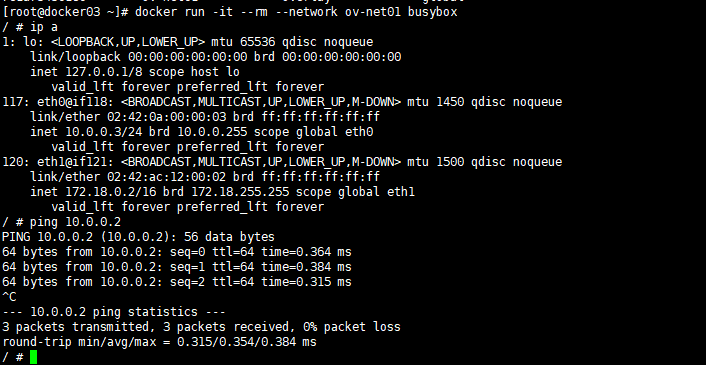 [root@docker03 ~]# docker run -it --rm --network ov-net01 busybox
/ # ip a
1: lo: <LOOPBACK,UP,LOWER_UP> mtu 65536 qdisc noqueue
    link/loopback 00:00:00:00:00:00 brd 00:00:00:00:00:00
    inet 127.0.0.1/8 scope host lo
       valid_lft forever preferred_lft forever
117: eth0@if118: <BROADCAST,MULTICAST,UP,LOWER_UP,M-DOWN> mtu 1450 qdisc noqueue
    link/ether 02:42:0a:00:00:03 brd ff:ff:ff:ff:ff:ff
    inet 10.0.0.3/24 brd 10.0.0.255 scope global eth0
       valid_lft forever preferred_lft forever
120: eth1@if121: <BROADCAST,MULTICAST,UP,LOWER_UP,M-DOWN> mtu 1500 qdisc noqueue
    link/ether 02:42:ac:12:00:02 brd ff:ff:ff:ff:ff:ff
    inet 172.18.0.2/16 brd 172.18.255.255 scope global eth1
       valid_lft forever preferred_lft forever
/ # ping 10.0.0.2
PING 10.0.0.2 (10.0.0.2): 56 data bytes
64 bytes from 10.0.0.2: seq=0 ttl=64 time=0.364 ms
64 bytes from 10.0.0.2: seq=1 ttl=64 time=0.384 ms
64 bytes from 10.0.0.2: seq=2 ttl=64 time=0.315 ms
^C
--- 10.0.0.2 ping statistics ---
3 packets transmitted, 3 packets received, 0% packet loss
round-trip min/avg/max = 0.315/0.354/0.384 ms
/ #